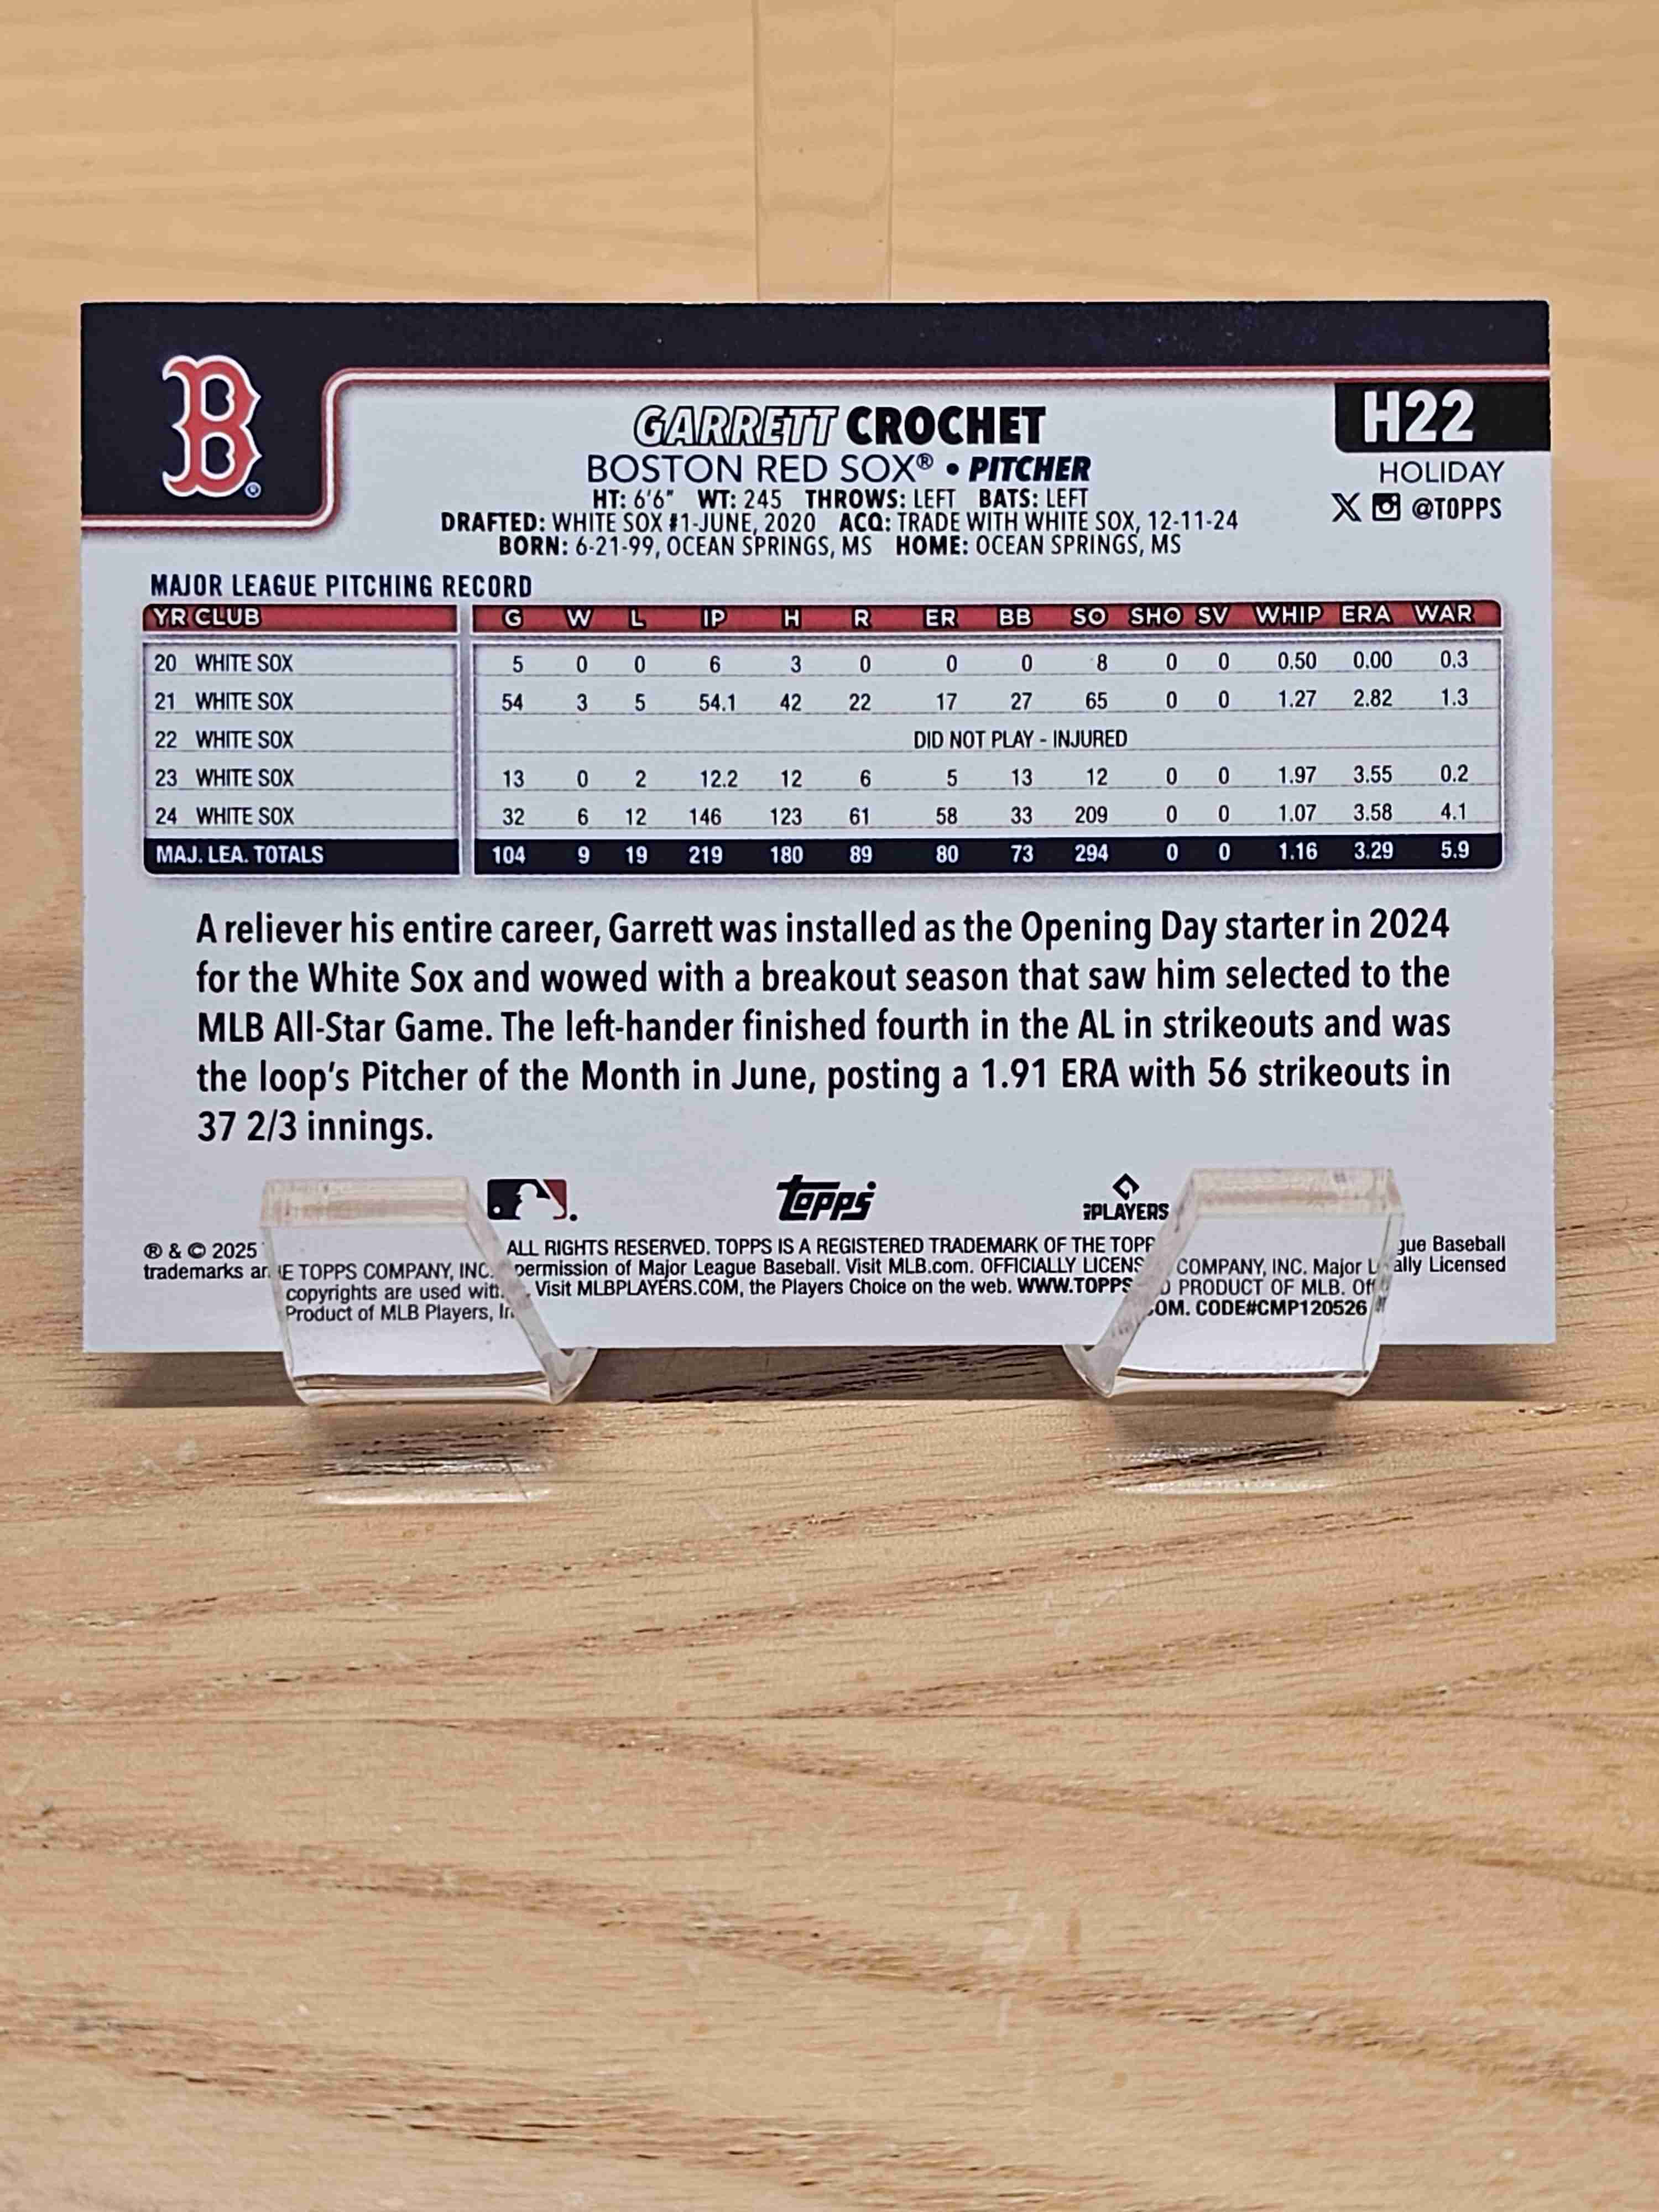 B®
GARRETT CROCHET
BOSTON RED SOX® • PITCHER
HT: 6'6" WT: 245 THROWS: LEFT BATS: LEFT
DRAFTED: WHITE SOX #1-JUNE, 2020 ACQ: TRADE WITH WHITE SOX, 12-11-24
BORN: 6-21-99, OCEAN SPRINGS, MS HOME: OCEAN SPRINGS, MS
H22
HOLIDAY
X @TOPPS
MAJOR LEAGUE PITCHING RECORD
YR CLUB G W L IP H R ER BB SO SHO SV WHIP ERA WAR
20 WHITE SOX 5 0 0 6 3 0 0 0 8 0 0 0.50 0.00 0.3
21 WHITE SOX 54 3 5 54.1 42 22 17 27 65 0 0 1.27 2.82 1.3
22 WHITE SOX DID NOT PLAY - INJURED
23 WHITE SOX 13 0 2 12.2 12 6 5 13 12 0 0 1.97 3.55 0.2
24 WHITE SOX 32 6 12 146 123 61 58 33 209 0 0 1.07 3.58 4.1
MAJ. LEA. TOTALS 104 9 19 219 180 89 80 73 294 0 0 1.16 3.29 5.9
A reliever his entire career, Garrett was installed as the Opening Day starter in 2024
for the White Sox and wowed with a breakout season that saw him selected to the
MLB All-Star Game. The left-hander finished fourth in the AL in strikeouts and was
the loop's Pitcher of the Month in June, posting a 1.91 ERA with 56 strikeouts in
37 2/3 innings.
Topps
PLAYERS
® & © 2025 THE TOPPS COMPANY, INC. ALL RIGHTS RESERVED. TOPPS IS A REGISTERED TRADEMARK OF THE TOPPS COMPANY, INC. Major League Baseball
trademarks and copyrights are used with permission of Major League Baseball. Visit MLB.com. OFFICIALLY LICENSED PRODUCT OF MLB. Officially Licensed
Product of MLB Players, Inc. Visit MLBPLAYERS.COM, the Players Choice on the web. WWW.TOPPS.COM. CODE#CMP120526